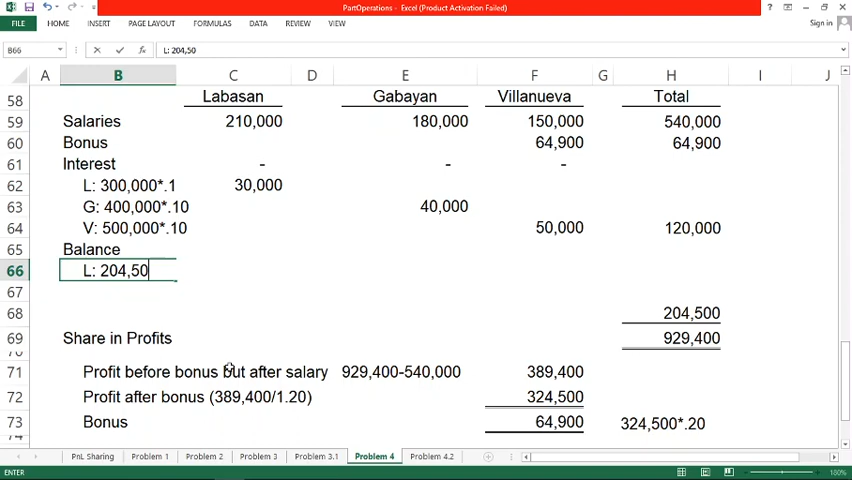 PartOperations - Excel (Product Activation Failed)
FILE HOME INSERT PAGE LAYOUT FORMULAS DATA REVIEW VIEW Sign in
B66 L: 204,50
A B C D E F G H I J
58 Labasan Gabayan Villanueva Total
59 Salaries 210,000 180,000 150,000 540,000
60 Bonus 64,900 64,900
61 Interest - - -
62 L: 300,000*.1 30,000
63 G: 400,000*.10 40,000
64 V: 500,000*.10 50,000 120,000
65 Balance
66 L: 204,50
67
68 204,500
69 Share in Profits 929,400
70
71 Profit before bonus but after salary 929,400-540,000 389,400
72 Profit after bonus (389,400/1.20) 324,500
73 Bonus 64,900 324,500*.20
74
PnL Sharing Problem 1 Problem 2 Problem 3 Problem 3.1 Problem 4 Problem 4.2
ENTER 180%